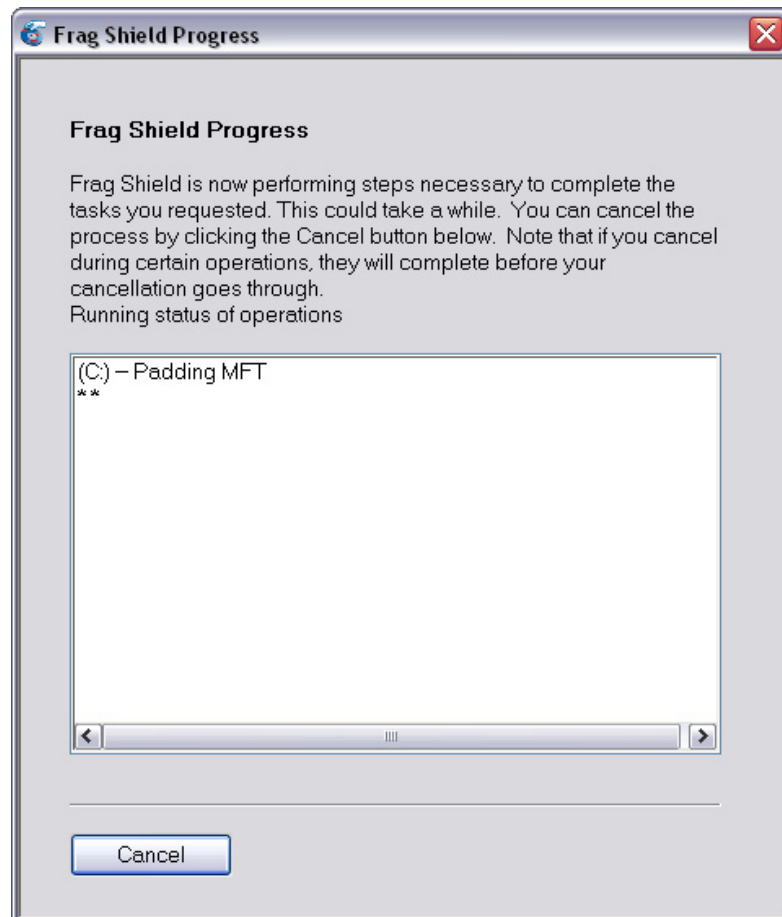 Frag Shield Progress
Frag Shield Progress
Frag Shield is now performing steps necessary to complete the
tasks you requested. This could take a while.  You can cancel the
process by clicking the Cancel button below.  Note that if you cancel
during certain operations, they will complete before your
cancellation goes through.
Running status of operations
(C:) – Padding MFT
**
Cancel